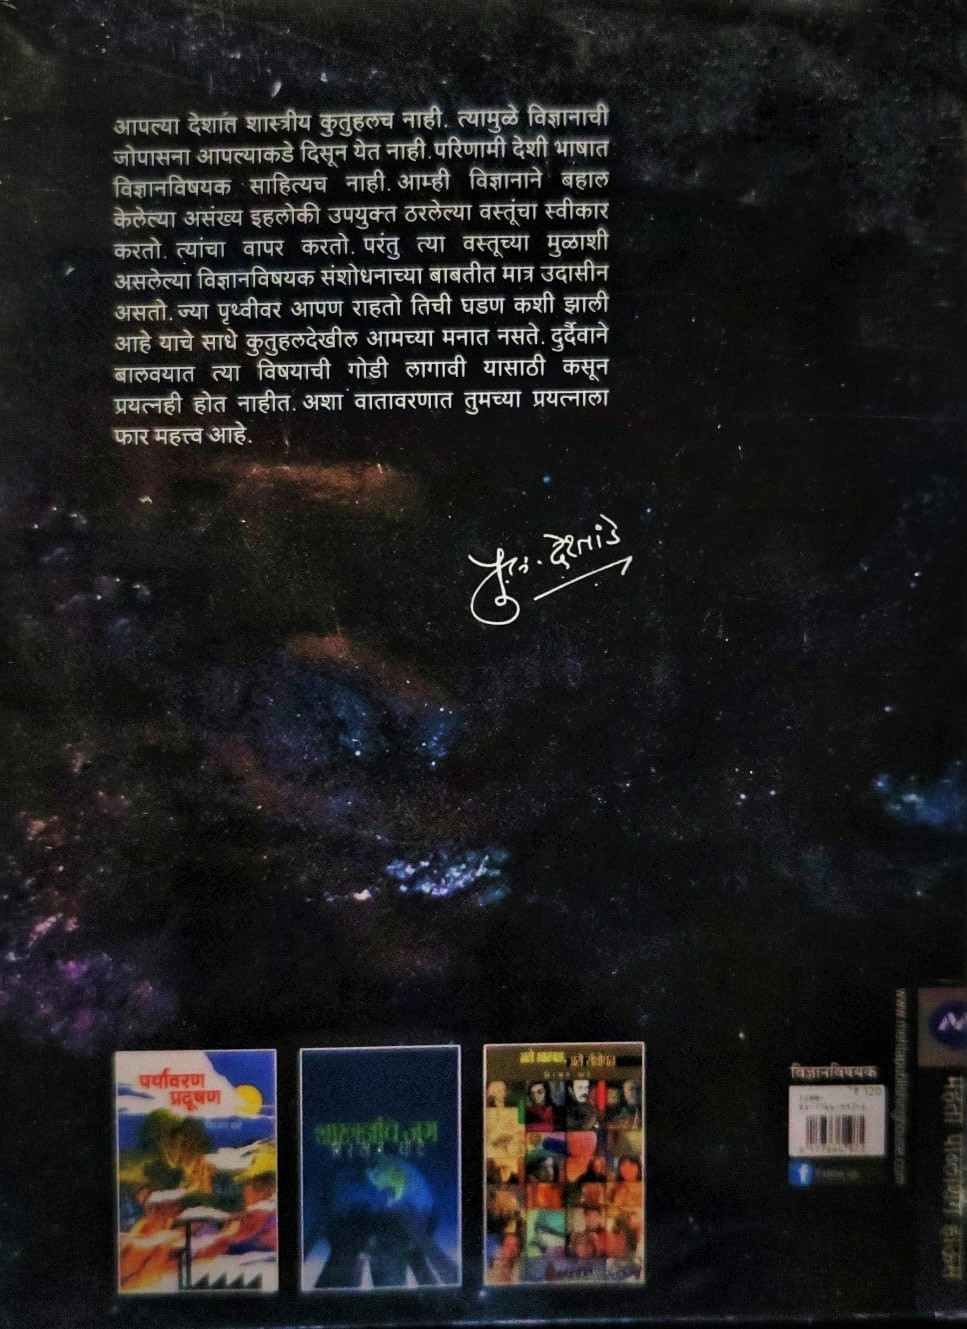 आपल्या देशात शास्त्रीय कुतुहलच नाही. त्यामुळे विज्ञानाची
जोपासना आपल्याकडे दिसून येत नाही. परिणामी देशी भाषात
विज्ञानविषयक साहित्यच नाही. आम्ही विज्ञानाने बहाल
केलेल्या असंख्य इहलोकी उपयुक्त ठरलेल्या वस्तूंचा स्वीकार
करतो. त्यांचा वापर करतो. परंतु त्या वस्तूच्या मुळाशी
असलेल्या विज्ञानविषयक संशोधनाच्या बाबतीत मात्र उदासीन
असतो. ज्या पृथ्वीवर आपण राहतो तिची घडण कशी झाली
आहे याचे साधे कुतुहलदेखील आमच्या मनात नसते. दुर्दैवाने
बालवयात त्या विषयाची गोडी लागावी यासाठी कसून
प्रयत्नही होत नाहीत. अशा वातावरणात तुमच्या प्रयत्नाला
फार महत्त्व आहे.
पु.ल. देशपांडे
पर्यावरण
प्रदूषण
विज्ञानविषयक
₹ 120